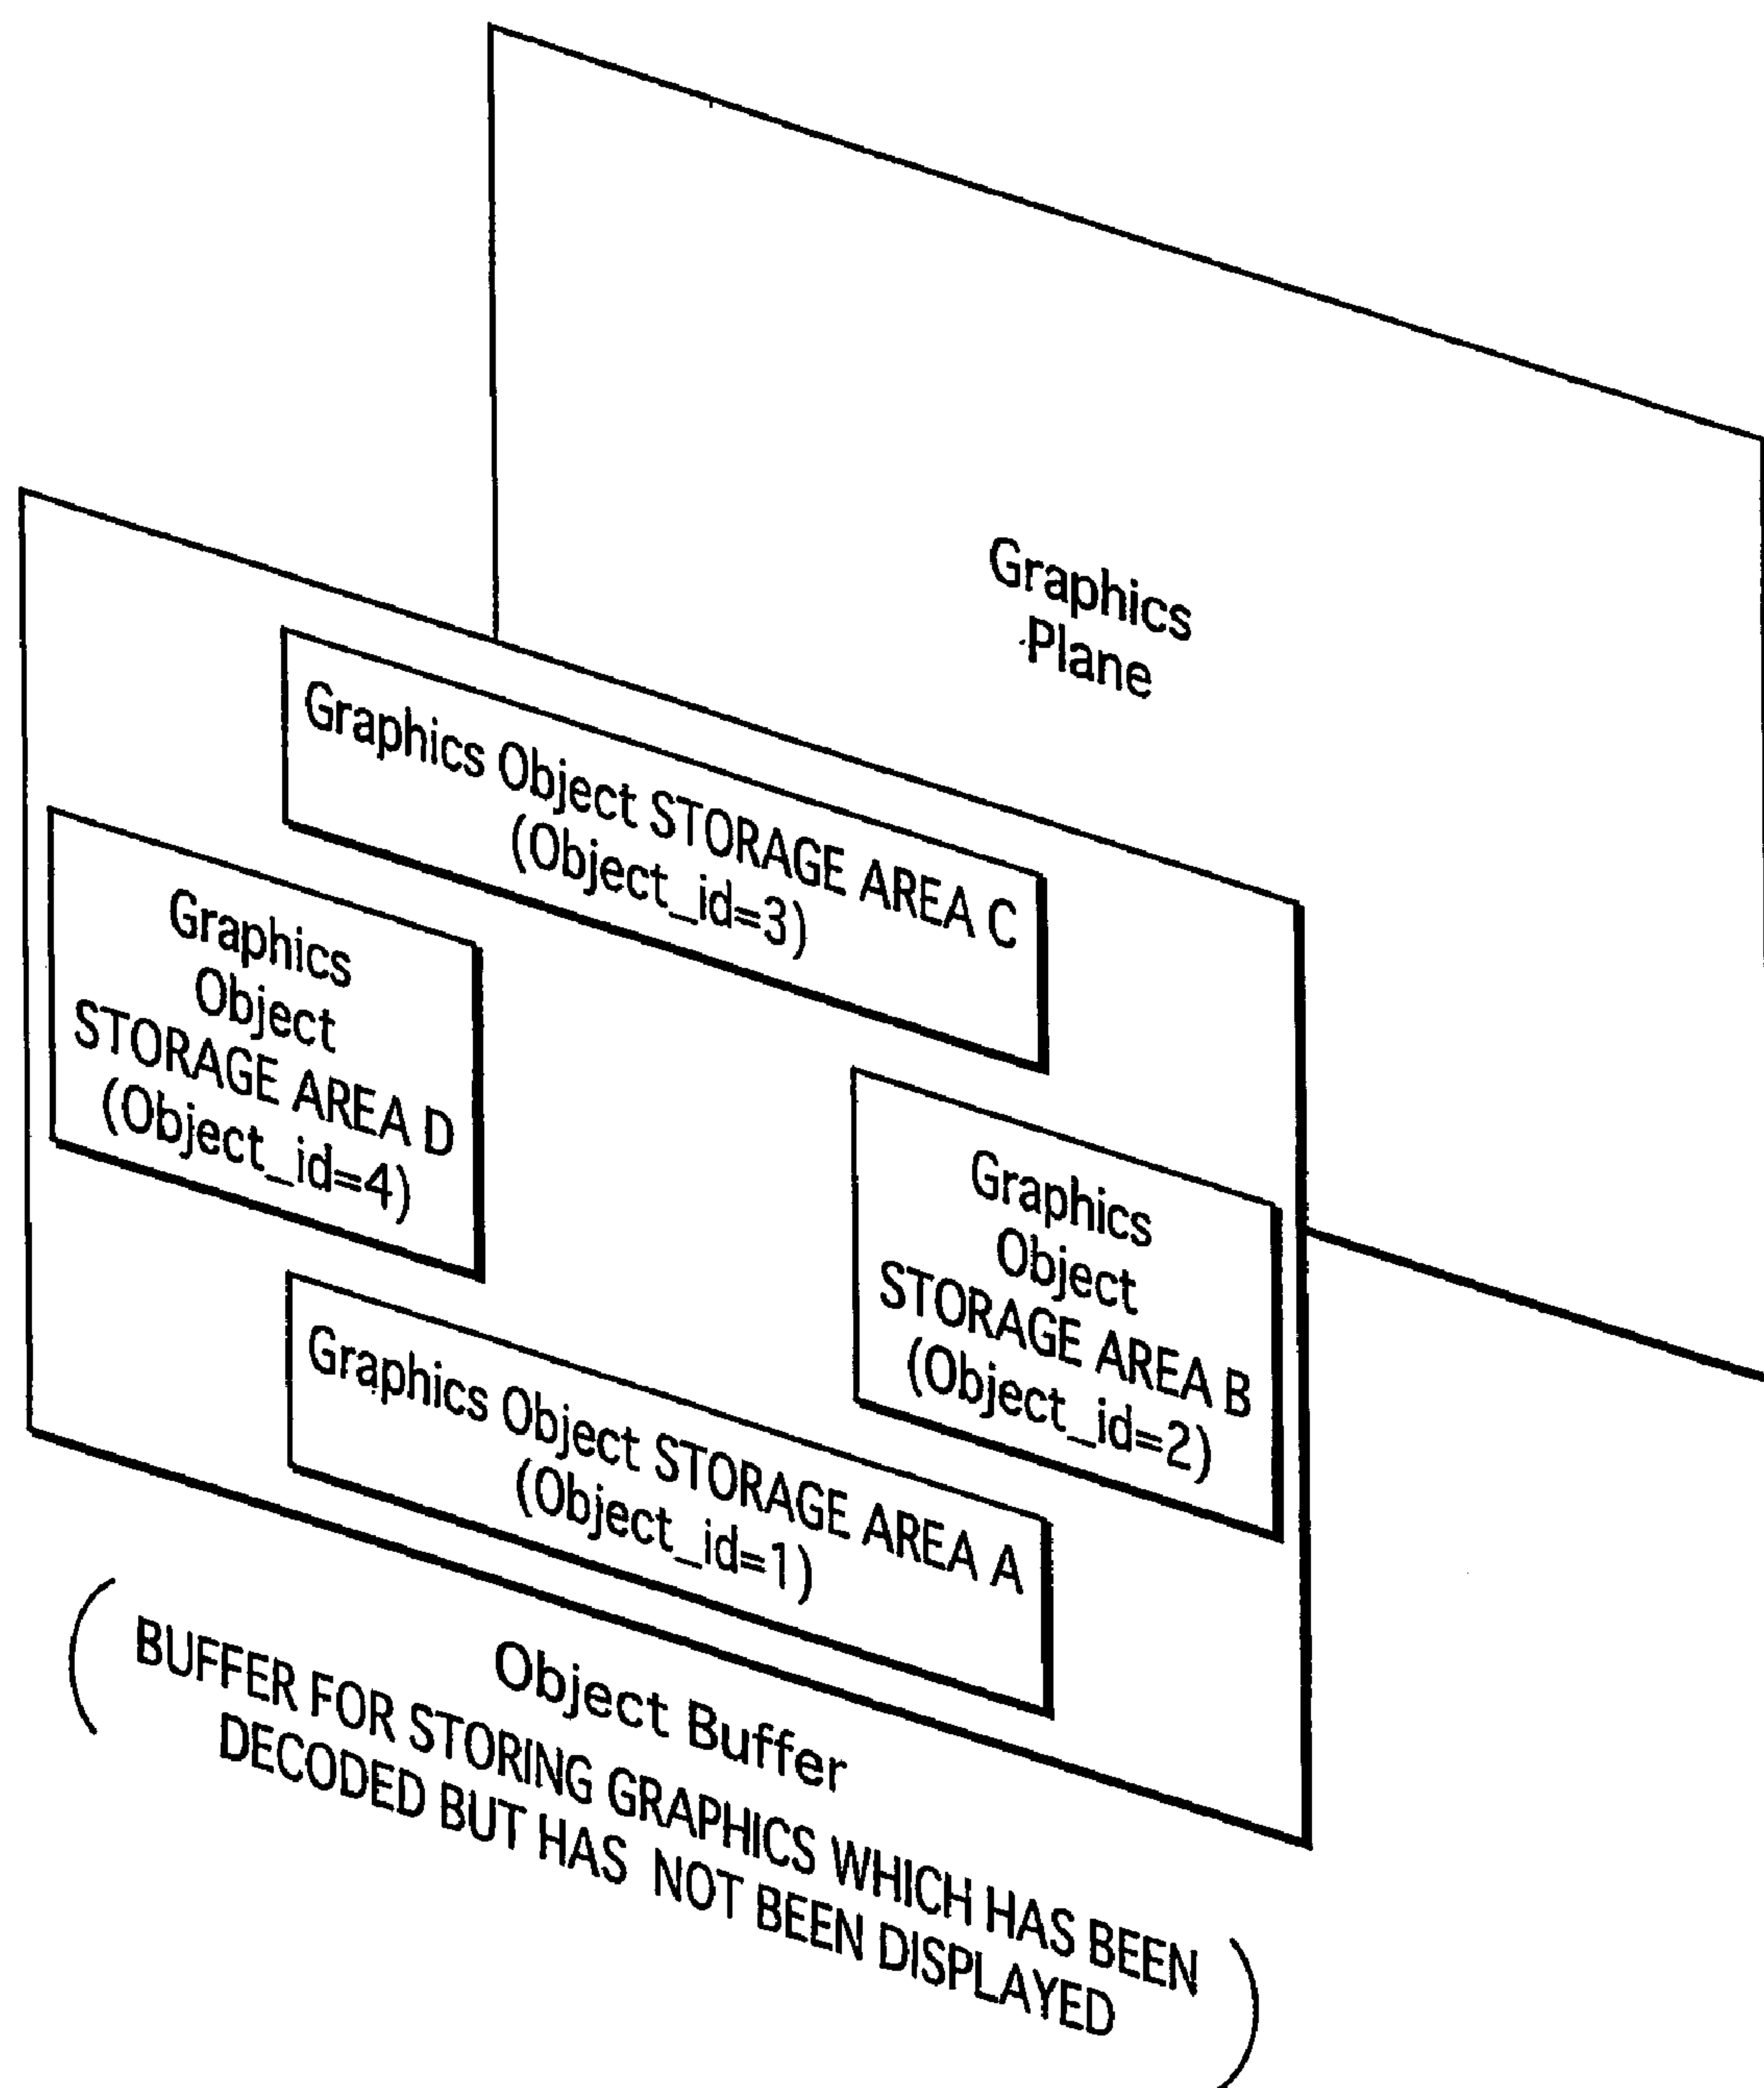 Graphics
Plane
Graphics Object STORAGE AREA C
(Object_id=3)
Graphics
Object
STORAGE AREA D
(Object_id=4)
Graphics
Object
STORAGE AREA B
(Object_id=2)
Graphics Object STORAGE AREA A
(Object_id=1)
Object Buffer
(BUFFER FOR STORING GRAPHICS WHICH HAS BEEN
DECODED BUT HAS NOT BEEN DISPLAYED)